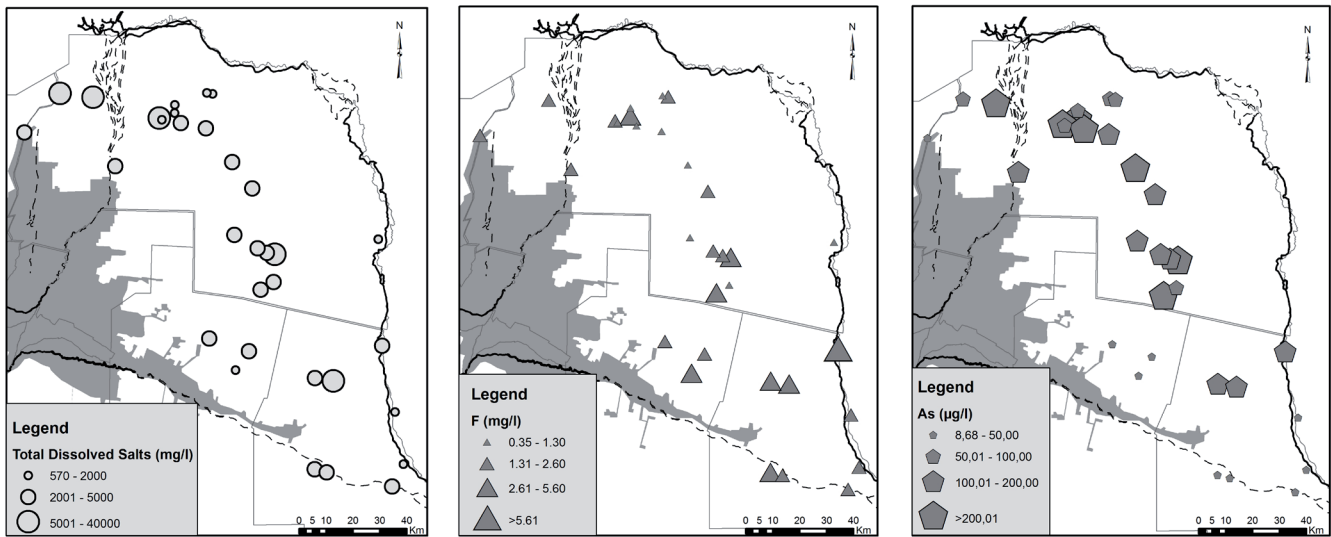 N
Legend
Total Dissolved Salts (mg/l)
570 - 2000
2001 - 5000
5001 - 40000
0 5 10 20 30 40
Km
N
Legend
F (mg/l)
0.35 - 1.30
1.31 - 2.60
2.61 - 5.60
>5.61
0 5 10 20 30 40
Km
N
Legend
As (µg/l)
8,68 - 50,00
50,01 - 100,00
100,01 - 200,00
>200,01
0 5 10 20 30 40
Km